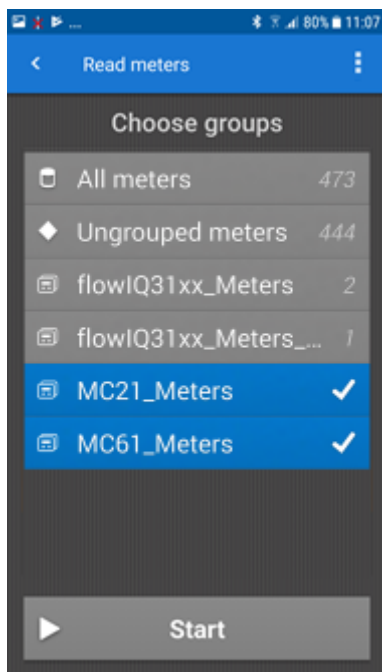 ... 80% 11:07
Read meters
Choose groups
All meters 473
Ungrouped meters 444
flowIQ31xx_Meters 2
flowIQ31xx_Meters_... 1
MC21_Meters
MC61_Meters
Start